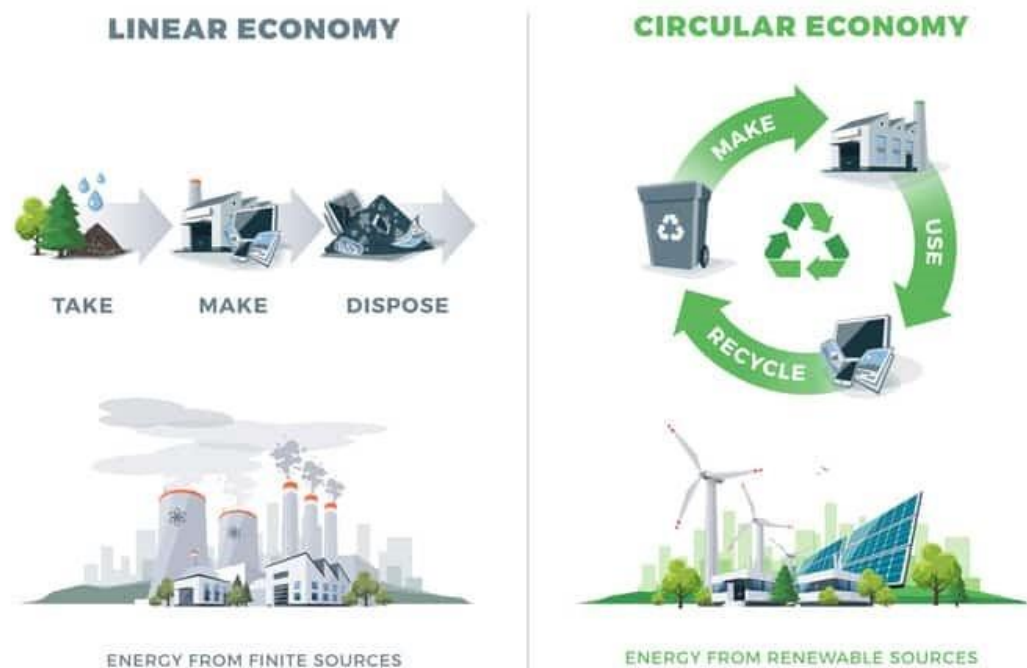 LINEAR ECONOMY
TAKE
MAKE
DISPOSE
ENERGY FROM FINITE SOURCES
CIRCULAR ECONOMY
MAKE
USE
RECYCLE
ENERGY FROM RENEWABLE SOURCES